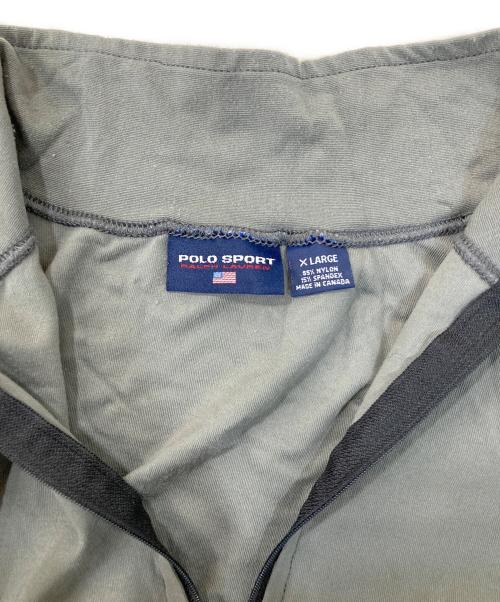 POLO SPORT
RALPH LAUREN
X LARGE
85% NYLON
15% SPANDEX
MADE IN CANADA